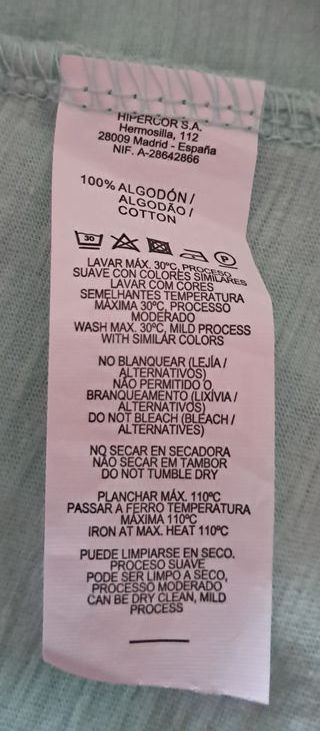 HIPERCOR S.A.
Hermosilla, 112
28009 Madrid - España
NIF. A-28642866
100% ALGODÓN /
ALGODÃO /
COTTON
30
P
LAVAR MÁX. 30ºC, PROCESO
SUAVE CON COLORES SIMILARES
LAVAR COM CORES
SEMELHANTES TEMPERATURA
MÁXIMA 30ºC, PROCESSO
MODERADO
WASH MAX. 30ºC, MILD PROCESS
WITH SIMILAR COLORS
NO BLANQUEAR (LEJÍA /
ALTERNATIVOS)
NÃO PERMITIDO O
BRANQUEAMENTO (LIXÍVIA /
ALTERNATIVOS)
DO NOT BLEACH (BLEACH /
ALTERNATIVES)
NO SECAR EN SECADORA
NÃO SECAR EM TAMBOR
DO NOT TUMBLE DRY
PLANCHAR MÁX. 110ºC
PASSAR A FERRO TEMPERATURA
MÁXIMA 110ºC
IRON AT MAX. HEAT 110ºC
PUEDE LIMPIARSE EN SECO.
PROCESO SUAVE
PODE SER LIMPO A SECO,
PROCESSO MODERADO
CAN BE DRY CLEAN, MILD
PROCESS